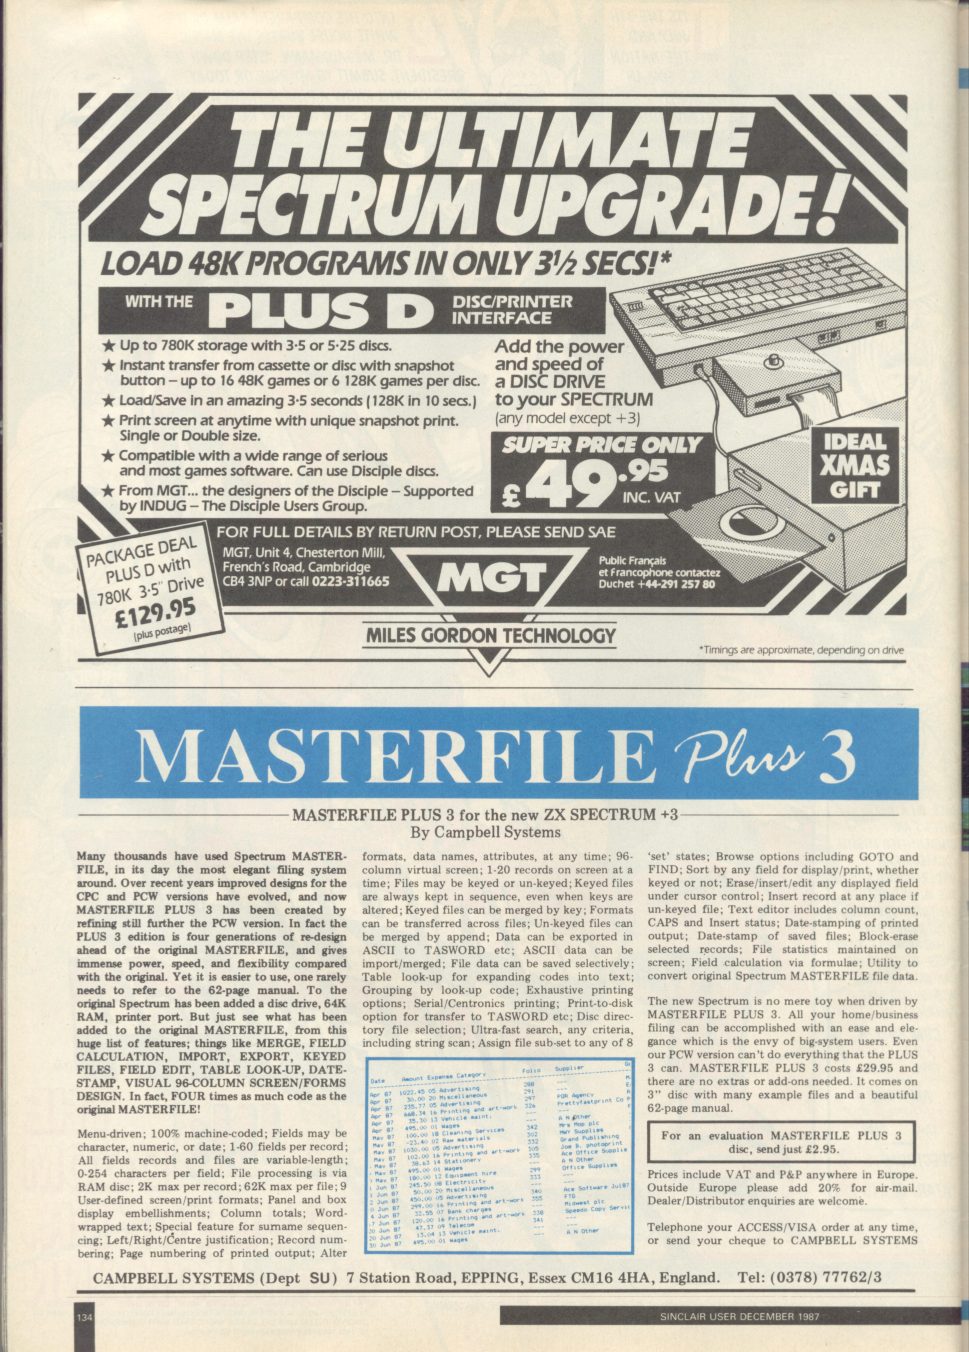 THE ULTIMATE
SPECTRUM UPGRADE!
LOAD 48K PROGRAMS IN ONLY 3½ SECS!*
WITH THE PLUS D DISC/PRINTER
INTERFACE
★ Up to 780K storage with 3·5 or 5·25 discs.
★ Instant transfer from cassette or disc with snapshot
button – up to 16 48K games or 6 128K games per disc.
★ Load/Save in an amazing 3·5 seconds (128K in 10 secs.)
★ Print screen at anytime with unique snapshot print.
Single or Double size.
★ Compatible with a wide range of serious
and most games software. Can use Disciple discs.
★ From MGT... the designers of the Disciple – Supported
by INDUG – The Disciple Users Group.
Add the power
and speed of
a DISC DRIVE
to your SPECTRUM
(any model except +3)
SUPER PRICE ONLY
£49.95
INC. VAT
IDEAL
XMAS
GIFT
PACKAGE DEAL
PLUS D with
780K 3·5" Drive
£129.95
(plus postage)
FOR FULL DETAILS BY RETURN POST, PLEASE SEND SAE
MGT, Unit 4, Chesterton Mill,
French's Road, Cambridge
CB4 3NP or call 0223-311665
MGT
Public Français
et Francophone contactez
Duchet +44-291 257 80
MILES GORDON TECHNOLOGY
*Timings are approximate, depending on drive
MASTERFILE Plus 3
MASTERFILE PLUS 3 for the new ZX SPECTRUM +3
By Campbell Systems
Many thousands have used Spectrum MASTER-
FILE, in its day the most elegant filing system
around. Over recent years improved designs for the
CPC and PCW versions have evolved, and now
MASTERFILE PLUS 3 has been created by
refining still further the PCW version. In fact the
PLUS 3 edition is four generations of re-design
ahead of the original MASTERFILE, and gives
immense power, speed, and flexibility compared
with the original. Yet it is easier to use, one rarely
needs to refer to the 62-page manual. To the
original Spectrum has been added a disc drive, 64K
RAM, printer port. But just see what has been
added to the original MASTERFILE, from this
huge list of features; things like MERGE, FIELD
CALCULATION, IMPORT, EXPORT, KEYED
FILES, FIELD EDIT, TABLE LOOK-UP, DATE-
STAMP, VISUAL 96-COLUMN SCREEN/FORMS
DESIGN. In fact, FOUR times as much code as the
original MASTERFILE!
Menu-driven; 100% machine-coded; Fields may be
character, numeric, or date; 1-60 fields per record;
All fields records and files are variable-length;
0-254 characters per field; File processing is via
RAM disc; 2K max per record; 62K max per file; 9
User-defined screen/print formats; Panel and box
display embellishments; Column totals; Word-
wrapped text; Special feature for surname sequen-
cing; Left/Right/Centre justification; Record num-
bering; Page numbering of printed output; Alter
formats, data names, attributes, at any time; 96-
column virtual screen; 1-20 records on screen at a
time; Files may be keyed or un-keyed; Keyed files
are always kept in sequence, even when keys are
altered; Keyed files can be merged by key; Formats
can be transferred across files; Un-keyed files can
be merged by append; Data can be exported in
ASCII to TASWORD etc; ASCII data can be
import/merged; File data can be saved selectively;
Table look-up for expanding codes into text;
Grouping by look-up code; Exhaustive printing
options; Serial/Centronics printing; Print-to-disk
option for transfer to TASWORD etc; Disc direc-
tory file selection; Ultra-fast search, any criteria,
including string scan; Assign file sub-set to any of 8
Date Amount Expense Category Folio Supplier
Apr 87 1022.45 05 Advertising 288 ---
Apr 87 30.00 20 Miscellaneous 291 PQR Agency
'set' states; Browse options including GOTO and
FIND; Sort by any field for display/print, whether
keyed or not; Erase/insert/edit any displayed field
under cursor control; Insert record at any place if
un-keyed file; Text editor includes column count,
CAPS and Insert status; Date-stamping of printed
output; Date-stamp of saved files; Block-erase
selected records; File statistics maintained on
screen; Field calculation via formulae; Utility to
convert original Spectrum MASTERFILE file data.
The new Spectrum is no mere toy when driven by
MASTERFILE PLUS 3. All your home/business
filing can be accomplished with an ease and ele-
gance which is the envy of big-system users. Even
our PCW version can't do everything that the PLUS
3 can. MASTERFILE PLUS 3 costs £29.95 and
there are no extras or add-ons needed. It comes on
3" disc with many example files and a beautiful
62-page manual.
For an evaluation MASTERFILE PLUS 3
disc, send just £2.95.
Prices include VAT and P&P anywhere in Europe.
Outside Europe please add 20% for air-mail.
Dealer/Distributor enquiries are welcome.
Telephone your ACCESS/VISA order at any time,
or send your cheque to CAMPBELL SYSTEMS
CAMPBELL SYSTEMS (Dept SU) 7 Station Road, EPPING, Essex CM16 4HA, England. Tel: (0378) 77762/3
134
SINCLAIR USER DECEMBER 1987